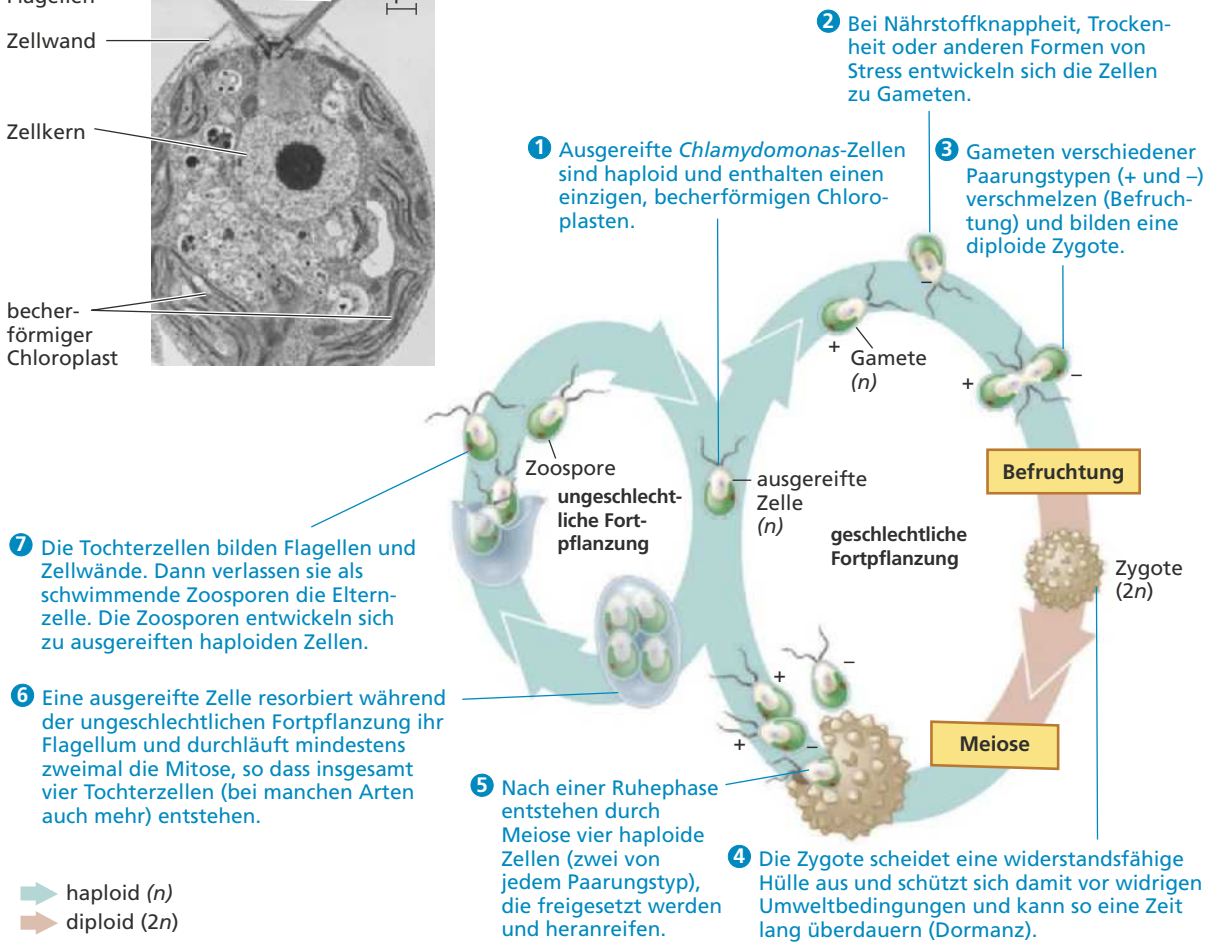 Flagellen
Zellwand
Zellkern
becher-
förmiger
Chloroplast
❶ Ausgereifte Chlamydomonas-Zellen
sind haploid und enthalten einen
einzigen, becherförmigen Chloro-
plasten.
❷ Bei Nährstoffknappheit, Trocken-
heit oder anderen Formen von
Stress entwickeln sich die Zellen
zu Gameten.
❸ Gameten verschiedener
Paarungstypen (+ und –)
verschmelzen (Befruch-
tung) und bilden eine
diploide Zygote.
–
+
Gamete
(n)
+
–
Befruchtung
Zoospore
ungeschlecht-
liche Fort-
pflanzung
ausgereifte
Zelle
(n)
geschlechtliche
Fortpflanzung
Zygote
(2n)
❼ Die Tochterzellen bilden Flagellen und
Zellwände. Dann verlassen sie als
schwimmende Zoosporen die Eltern-
zelle. Die Zoosporen entwickeln sich
zu ausgereiften haploiden Zellen.
❻ Eine ausgereifte Zelle resorbiert während
der ungeschlechtlichen Fortpflanzung ihr
Flagellum und durchläuft mindestens
zweimal die Mitose, so dass insgesamt
vier Tochterzellen (bei manchen Arten
auch mehr) entstehen.
+
–
+
–
Meiose
❺ Nach einer Ruhephase
entstehen durch
Meiose vier haploide
Zellen (zwei von
jedem Paarungstyp),
die freigesetzt werden
und heranreifen.
❹ Die Zygote scheidet eine widerstandsfähige
Hülle aus und schützt sich damit vor widrigen
Umweltbedingungen und kann so eine Zeit
lang überdauern (Dormanz).
haploid (n)
diploid (2n)